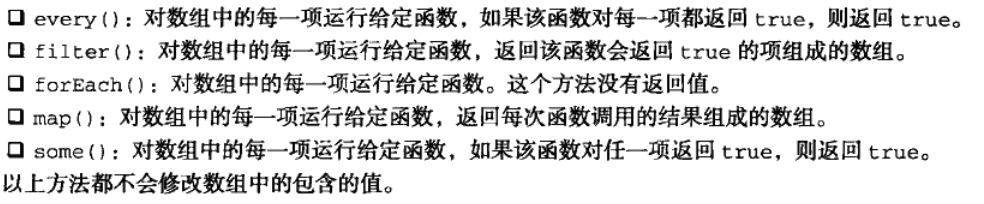 ❑ every()：对数组中的每一项运行给定函数，如果该函数对每一项都返回 true，则返回 true。
❑ filter()：对数组中的每一项运行给定函数，返回该函数会返回 true 的项组成的数组。
❑ forEach()：对数组中的每一项运行给定函数。这个方法没有返回值。
❑ map()：对数组中的每一项运行给定函数，返回每次函数调用的结果组成的数组。
❑ some()：对数组中的每一项运行给定函数，如果该函数对任一项返回 true，则返回 true。
以上方法都不会修改数组中的包含的值。